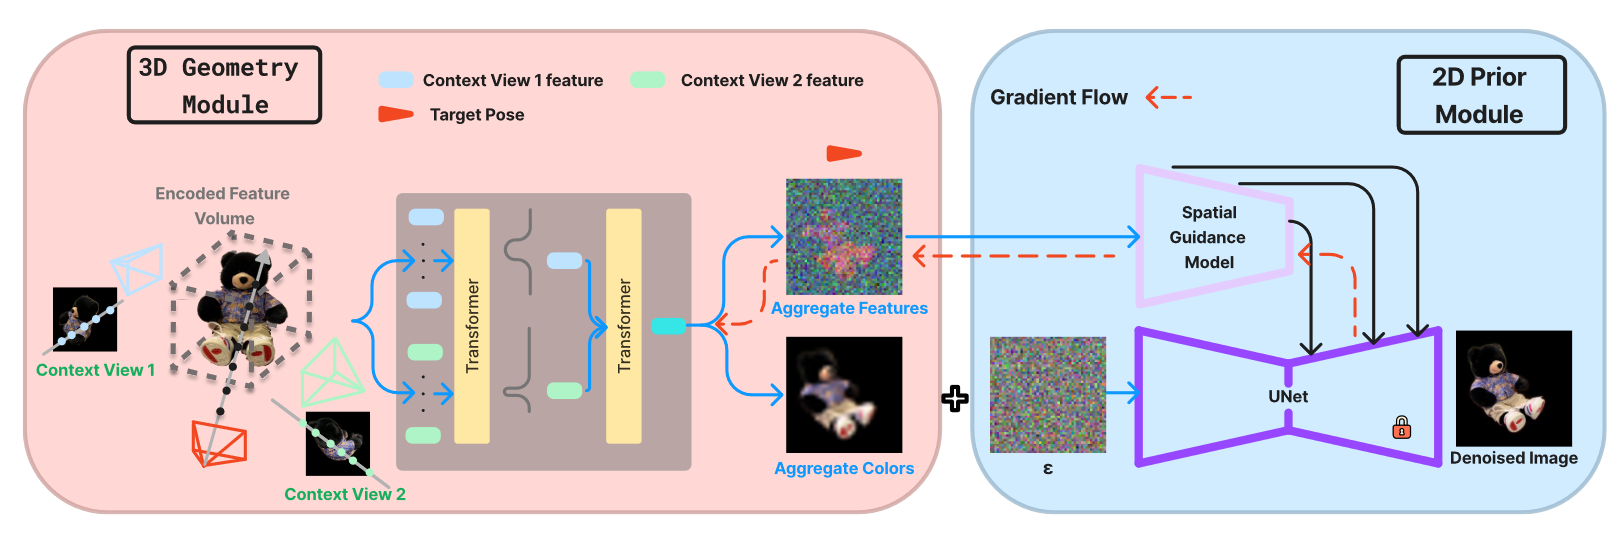 3D Geometry
Module
Context View 1 feature
Context View 2 feature
Target Pose
Encoded Feature
Volume
Context View 1
Context View 2
Transformer
Transformer
Aggregate Features
Aggregate Colors
Gradient Flow
2D Prior
Module
Spatial
Guidance
Model
UNet
ε
Denoised Image